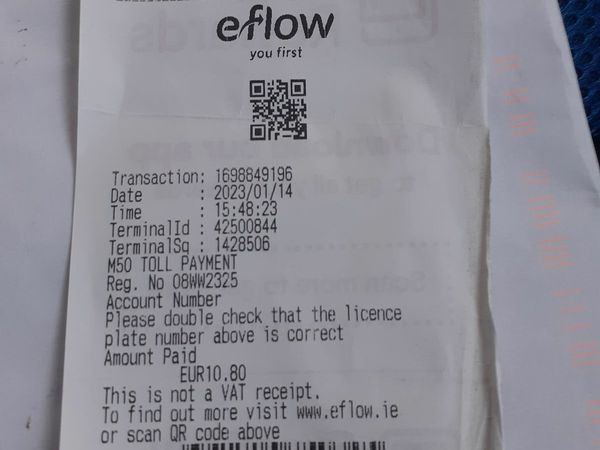 eflow
you first
Transaction: 1698849196
Date : 2023/01/14
Time : 15:48:23
TerminalId : 42500844
TerminalSq : 1428506
M50 TOLL PAYMENT
Reg. No 08WW2325
Account Number
Please double check that the licence
plate number above is correct
Amount Paid
EUR10.80
This is not a VAT receipt.
To find out more visit www.eflow.ie
or scan QR code above